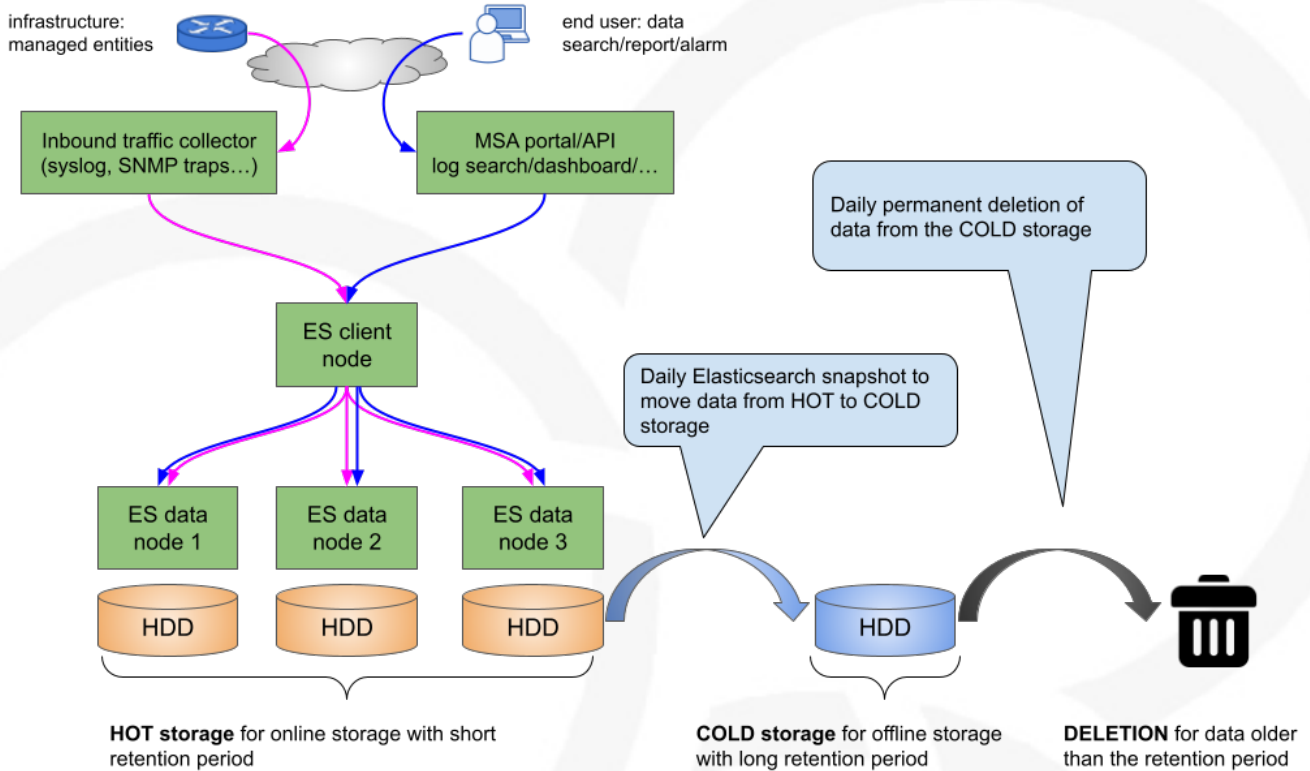 infrastructure:
managed entities
end user: data
search/report/alarm
Inbound traffic collector
(syslog, SNMP traps…)
MSA portal/API
log search/dashboard/…
Daily permanent deletion of
data from the COLD storage
ES client
node
Daily Elasticsearch snapshot to
move data from HOT to COLD
storage
ES data
node 1
ES data
node 2
ES data
node 3
HDD
HDD
HDD
HDD
HOT storage for online storage with short
retention period
COLD storage for offline storage
with long retention period
DELETION for data older
than the retention period